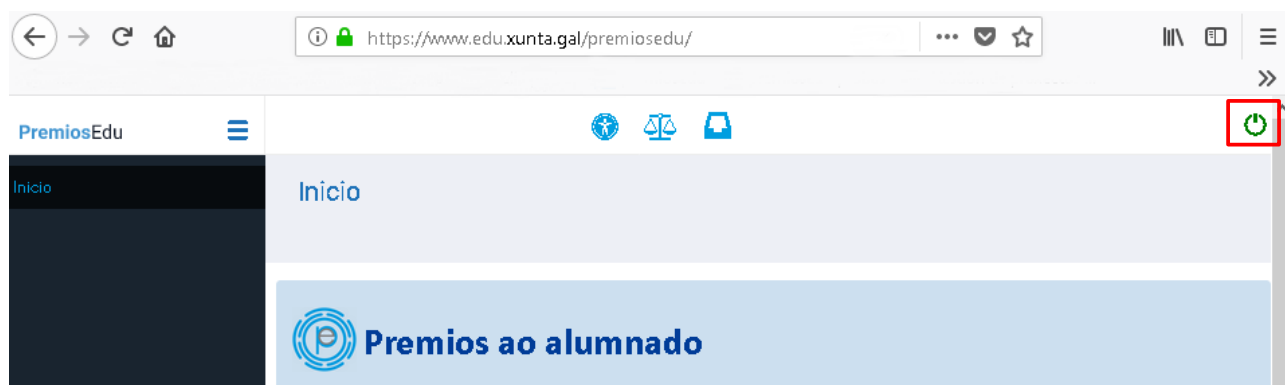 https://www.edu.xunta.gal/premiosedu/
PremiosEdu
Inicio
Inicio
Premios ao alumnado